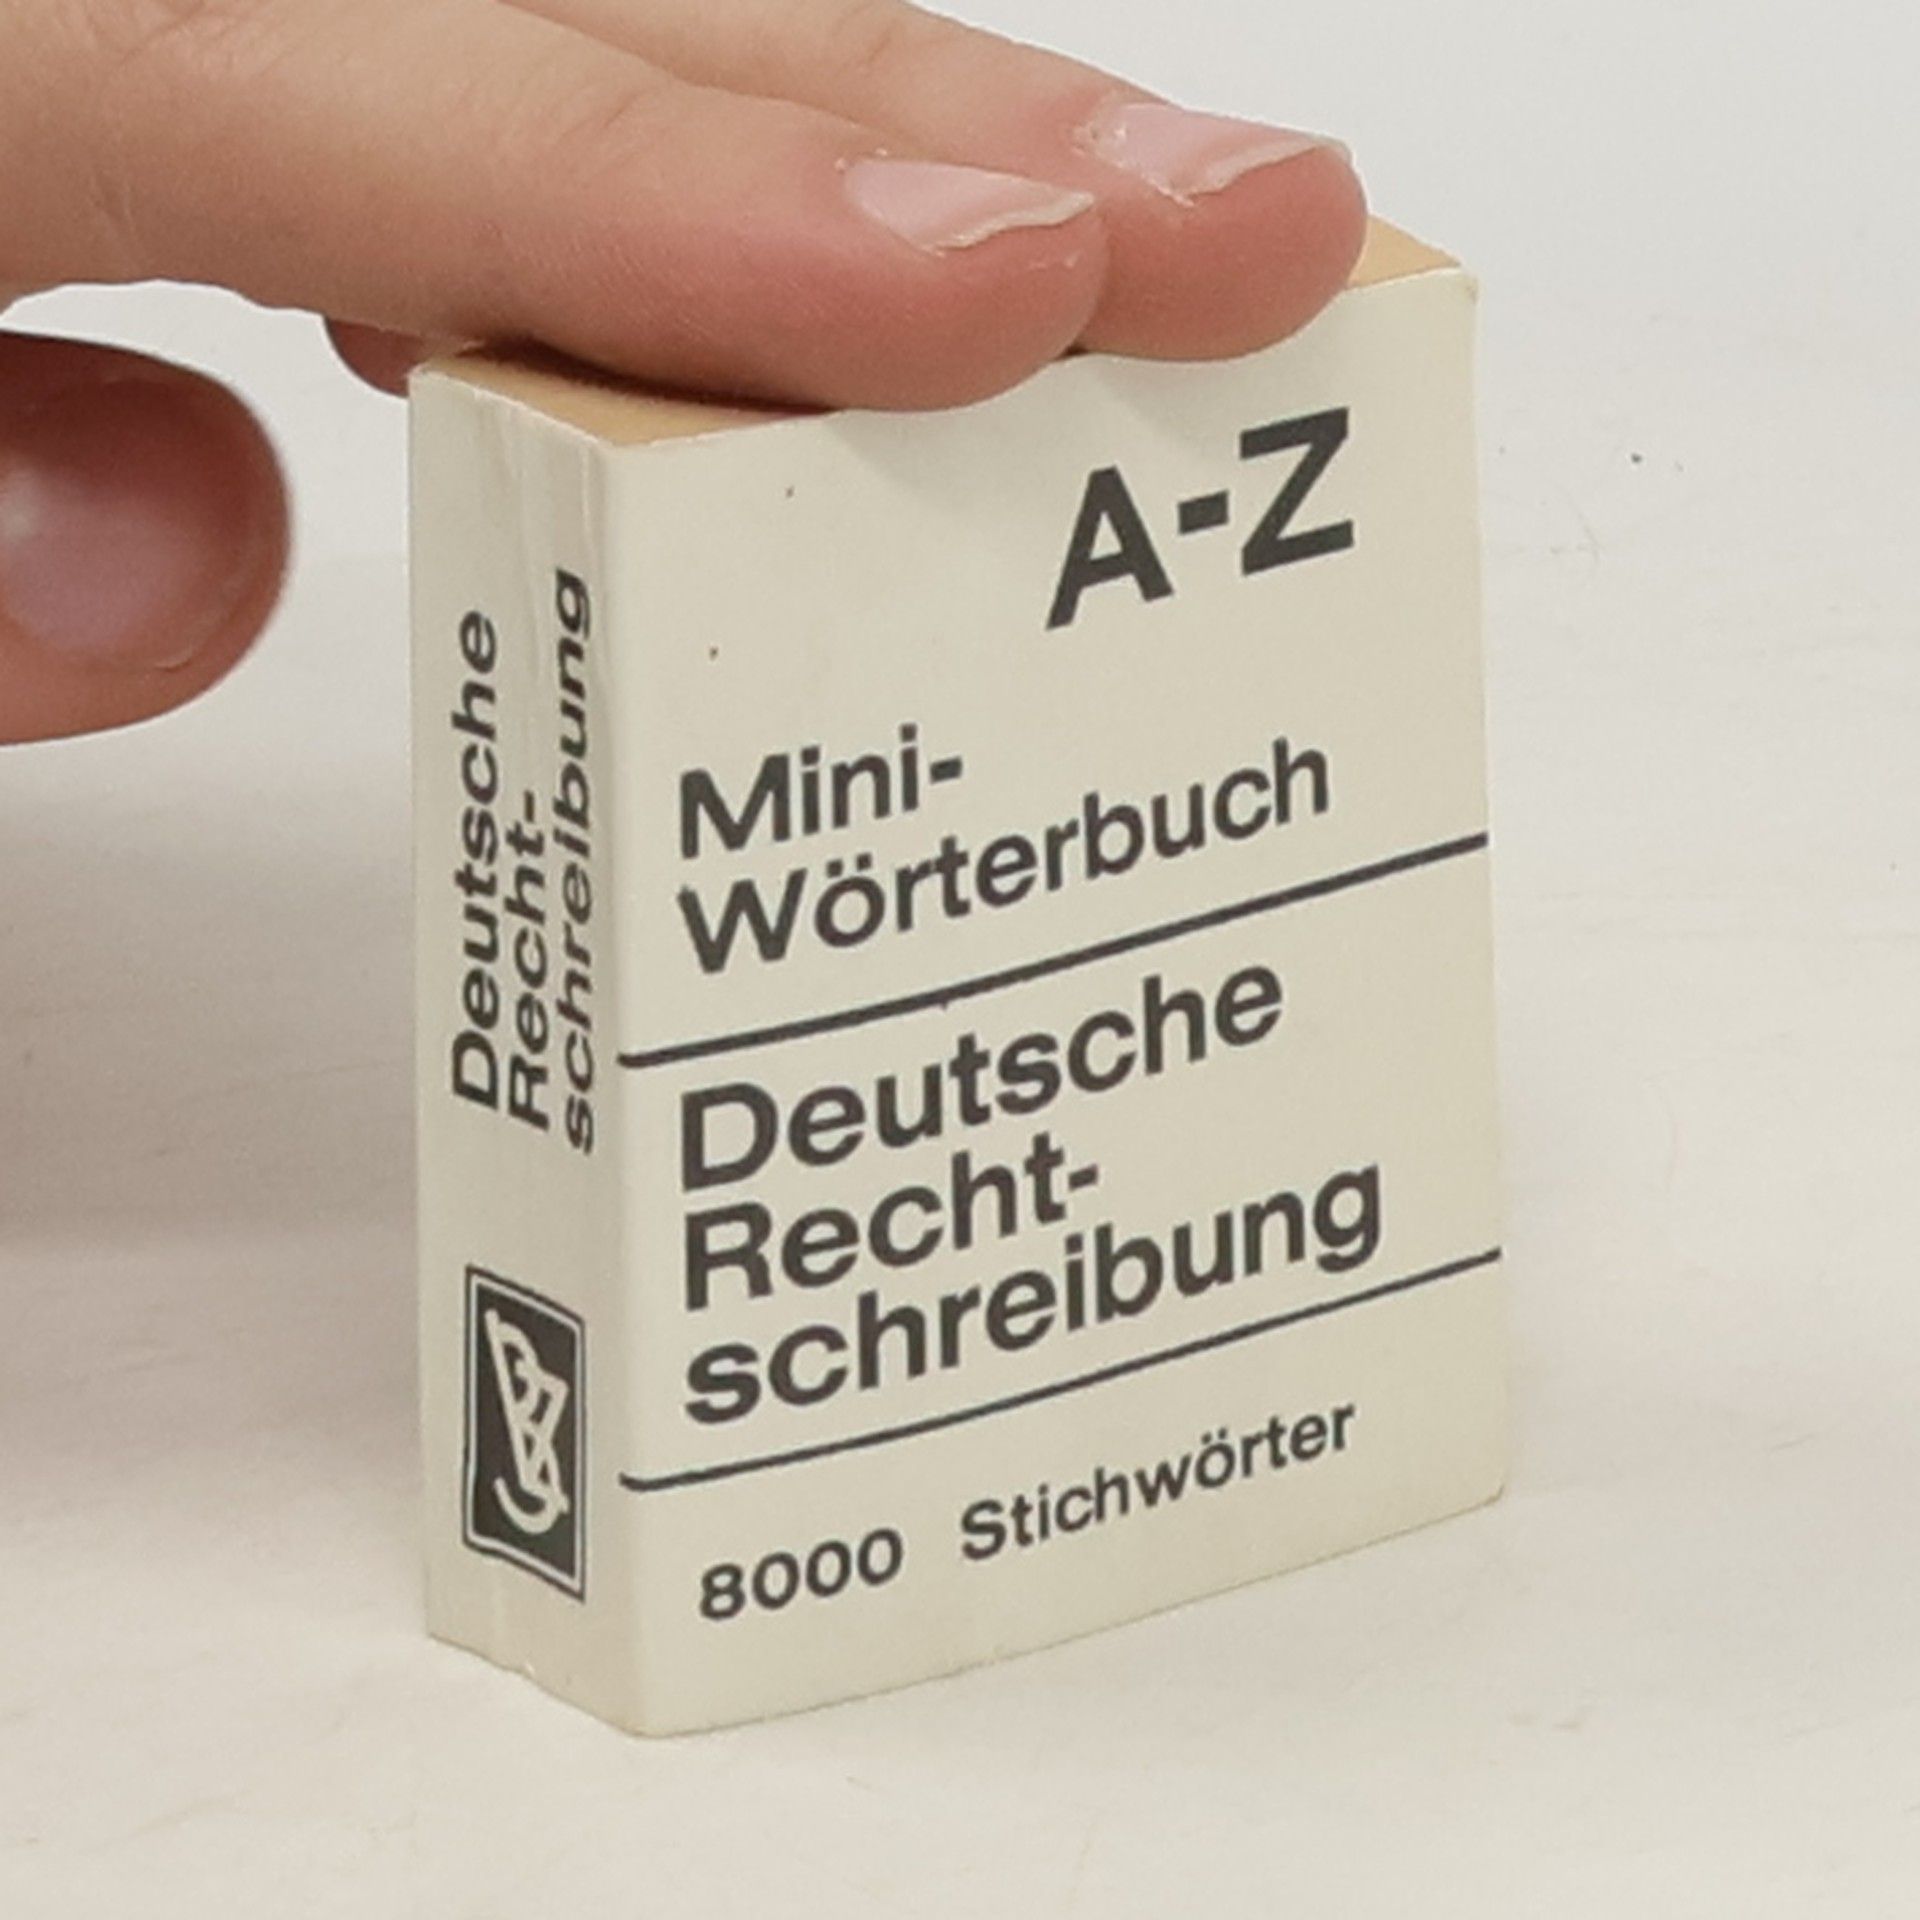 Deutsche
Recht-
schreibung
A-Z
Mini-
Wörterbuch
Deutsche
Recht-
schreibung
8000 Stichwörter